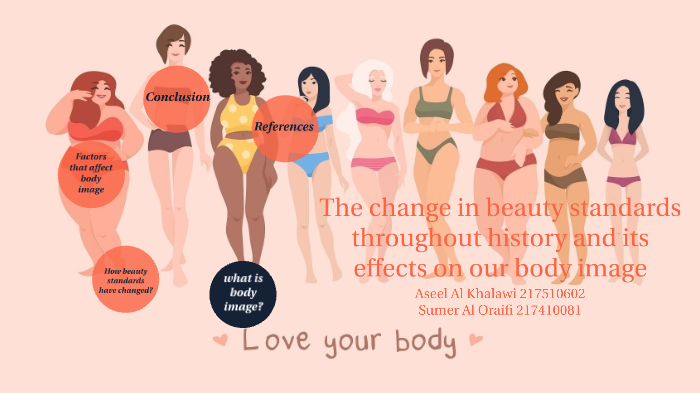 Conclusion
References
Factors
that affect
body
image
How beauty
standards
have changed?
what is
body
image?
The change in beauty standards
throughout history and its
effects on our body image
Aseel Al Khalawi 217510602
Sumer Al Oraifi 217410081
Love your body